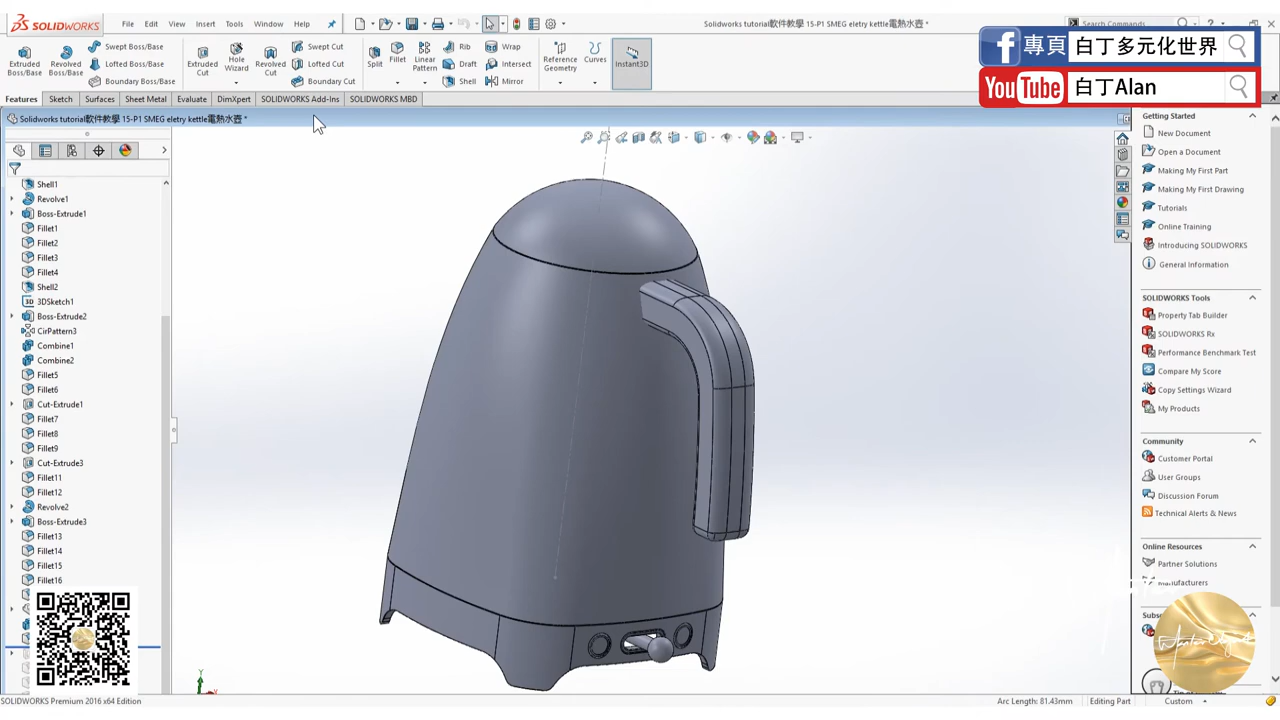 SOLIDWORKS
File Edit View Insert Tools Window Help
Solidworks tutorial軟件教學 15-P1 SMEG eletry kettle電熱水壺 *
Search Commands
專頁 白丁多元化世界
YouTube 白丁Alan
Extruded Boss/Base
Revolved Boss/Base
Swept Boss/Base
Lofted Boss/Base
Boundary Boss/Base
Extruded Cut
Hole Wizard
Revolved Cut
Swept Cut
Lofted Cut
Boundary Cut
Split
Fillet
Linear Pattern
Rib
Draft
Shell
Wrap
Intersect
Mirror
Reference Geometry
Curves
Instant3D
Features Sketch Surfaces Sheet Metal Evaluate DimXpert SOLIDWORKS Add-Ins SOLIDWORKS MBD
Solidworks tutorial軟件教學 15-P1 SMEG eletry kettle電熱水壺 *
Shell1
Revolve1
Boss-Extrude1
Fillet1
Fillet2
Fillet3
Fillet4
Shell2
3D 3DSketch1
Boss-Extrude2
CirPattern3
Combine1
Combine2
Fillet5
Fillet6
Cut-Extrude1
Fillet7
Fillet8
Fillet9
Cut-Extrude3
Fillet11
Fillet12
Revolve2
Boss-Extrude3
Fillet13
Fillet14
Fillet15
Fillet16
Y
Getting Started
New Document
Open a Document
Making My First Part
Making My First Drawing
Tutorials
Online Training
Introducing SOLIDWORKS
General Information
SOLIDWORKS Tools
Property Tab Builder
SOLIDWORKS Rx
Performance Benchmark Test
Compare My Score
Copy Settings Wizard
My Products
Community
Customer Portal
User Groups
Discussion Forum
Technical Alerts & News
Online Resources
Partner Solutions
Manufacturers
SOLIDWORKS Premium 2016 x64 Edition
Arc Length: 81.43mm Editing Part Custom